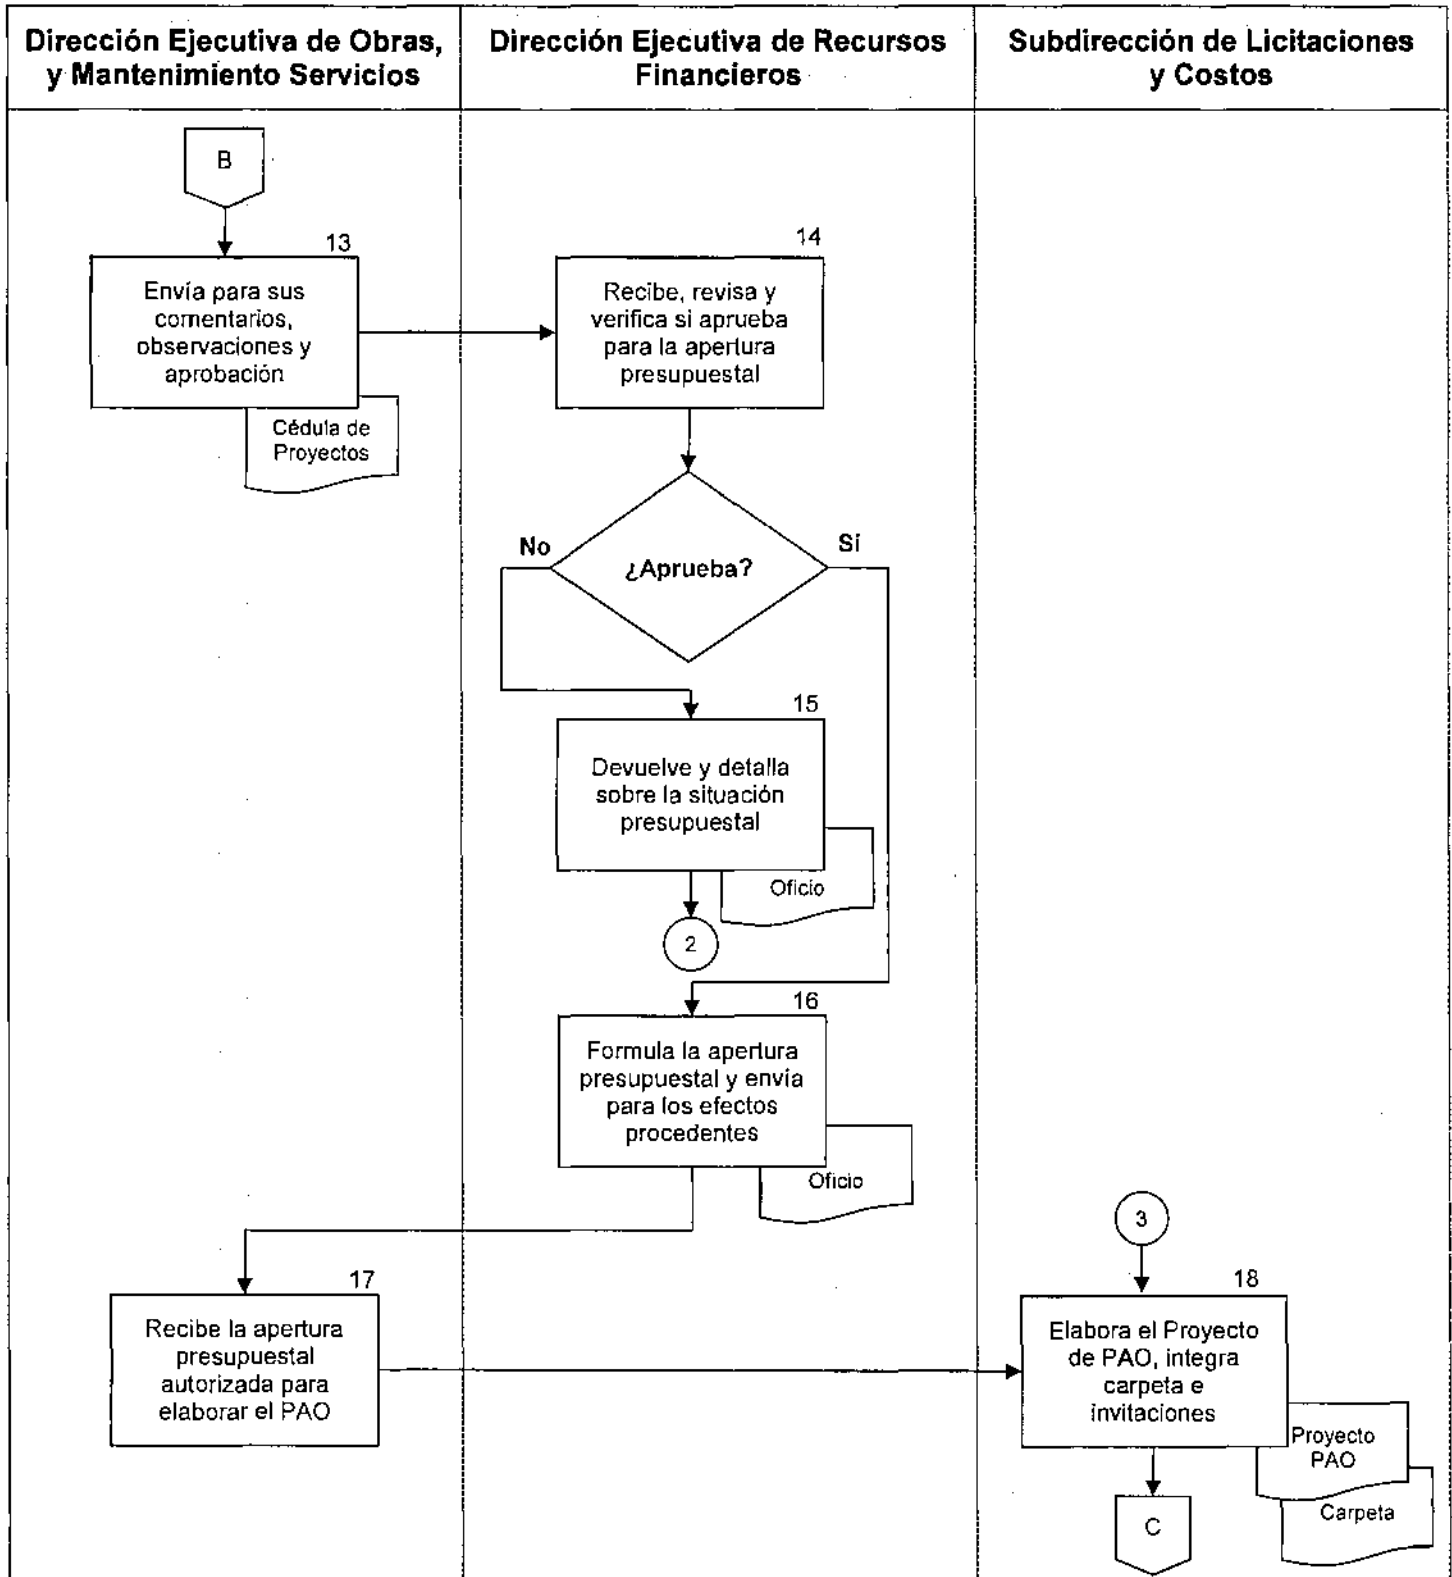 Dirección Ejecutiva de Obras,
y Mantenimiento Servicios
Dirección Ejecutiva de Recursos
Financieros
Subdirección de Licitaciones
y Costos
B
13
Envía para sus
comentarios,
observaciones y
aprobación
Cédula de
Proyectos
14
Recibe, revisa y
verifica si aprueba
para la apertura
presupuestal
No
¿Aprueba?
Sí
15
Devuelve y detalla
sobre la situación
presupuestal
Oficio
2
16
Formula la apertura
presupuestal y envía
para los efectos
procedentes
Oficio
17
Recibe la apertura
presupuestal
autorizada para
elaborar el PAO
3
18
Elabora el Proyecto
de PAO, integra
carpeta e
invitaciones
Proyecto
PAO
Carpeta
C